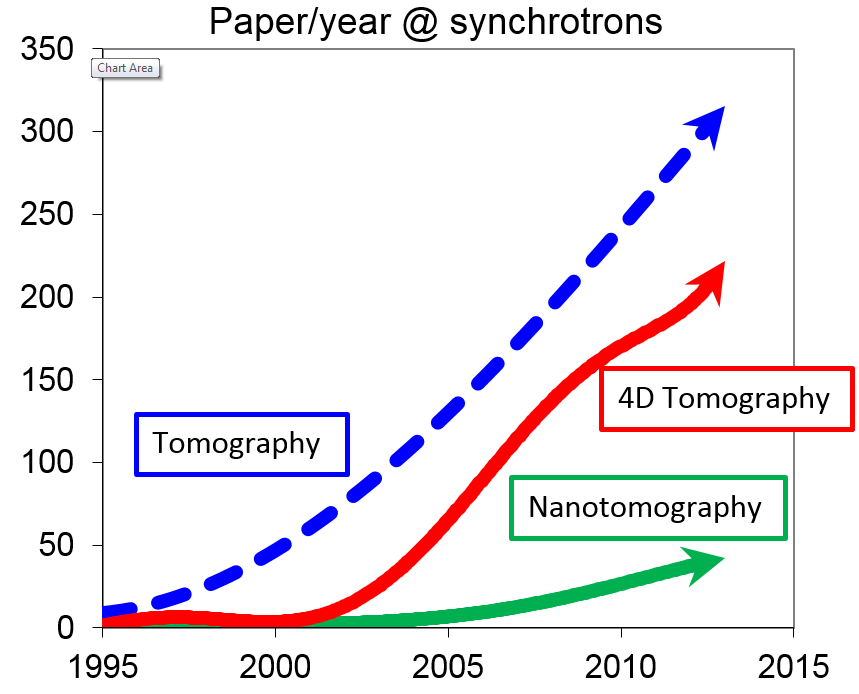 Paper/year @ synchrotrons
350
Chart Area
300
250
200
150
4D Tomography
Tomography
100
Nanotomography
50
0
1995 2000 2005 2010 2015